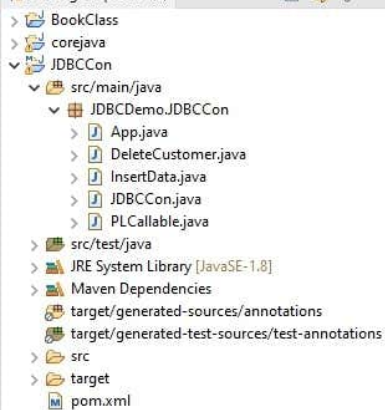 BookClass
corejava
JDBCCon
src/main/java
JDBCDemo.JDBCCon
App.java
DeleteCustomer.java
InsertData.java
JDBCCon.java
PLCallable.java
src/test/java
JRE System Library [JavaSE-1.8]
Maven Dependencies
target/generated-sources/annotations
target/generated-test-sources/test-annotations
src
target
pom.xml